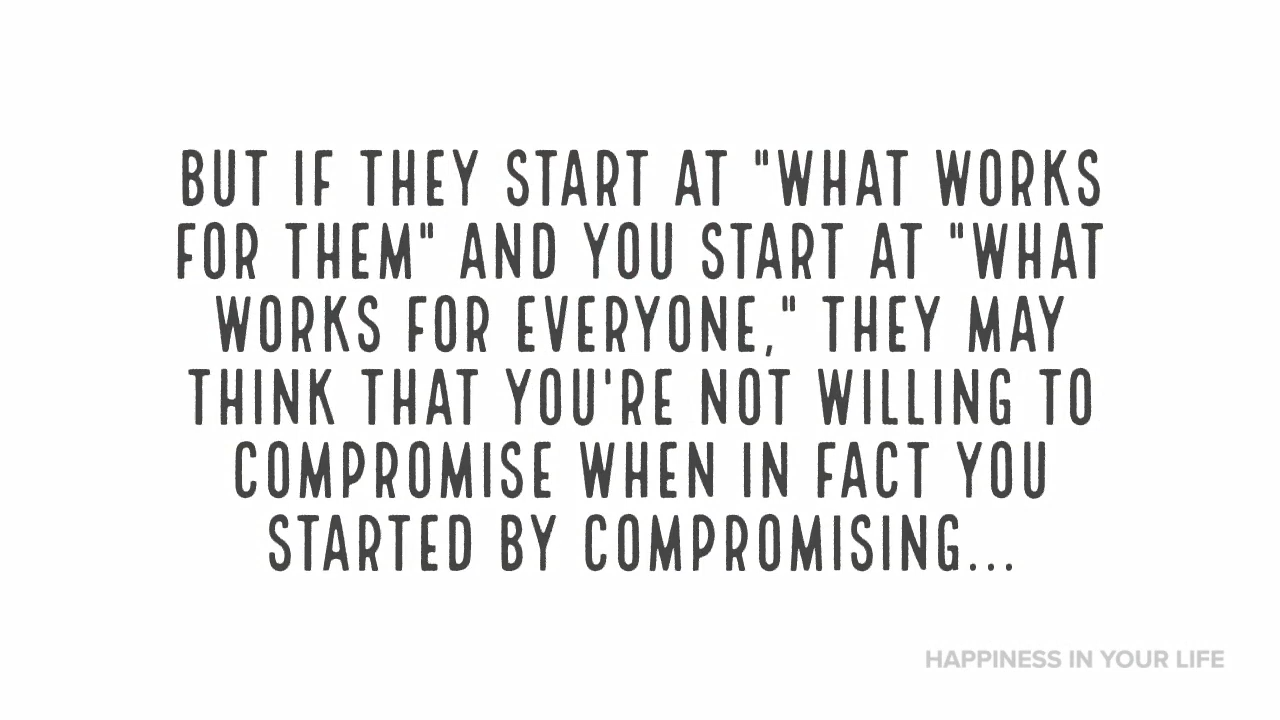 BUT IF THEY START AT "WHAT WORKS
FOR THEM" AND YOU START AT "WHAT
WORKS FOR EVERYONE," THEY MAY
THINK THAT YOU'RE NOT WILLING TO
COMPROMISE WHEN IN FACT YOU
STARTED BY COMPROMISING...
HAPPINESS IN YOUR LIFE